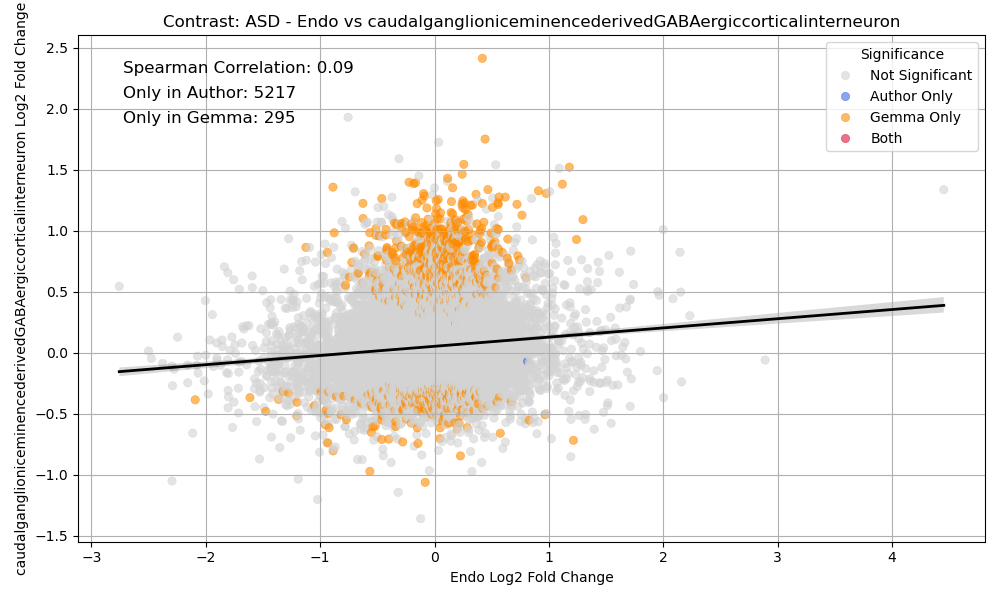 Contrast: ASD - Endo vs caudalganglioniceminencederivedGABAergiccorticalinterneuron
caudalganglioniceminencederivedGABAergiccorticalinterneuron Log2 Fold Change
2.5
2.0
1.5
1.0
0.5
0.0
−0.5
−1.0
−1.5
Spearman Correlation: 0.09
Only in Author: 5217
Only in Gemma: 295
Significance
Not Significant
Author Only
Gemma Only
Both
−3
−2
−1
0
1
2
3
4
Endo Log2 Fold Change